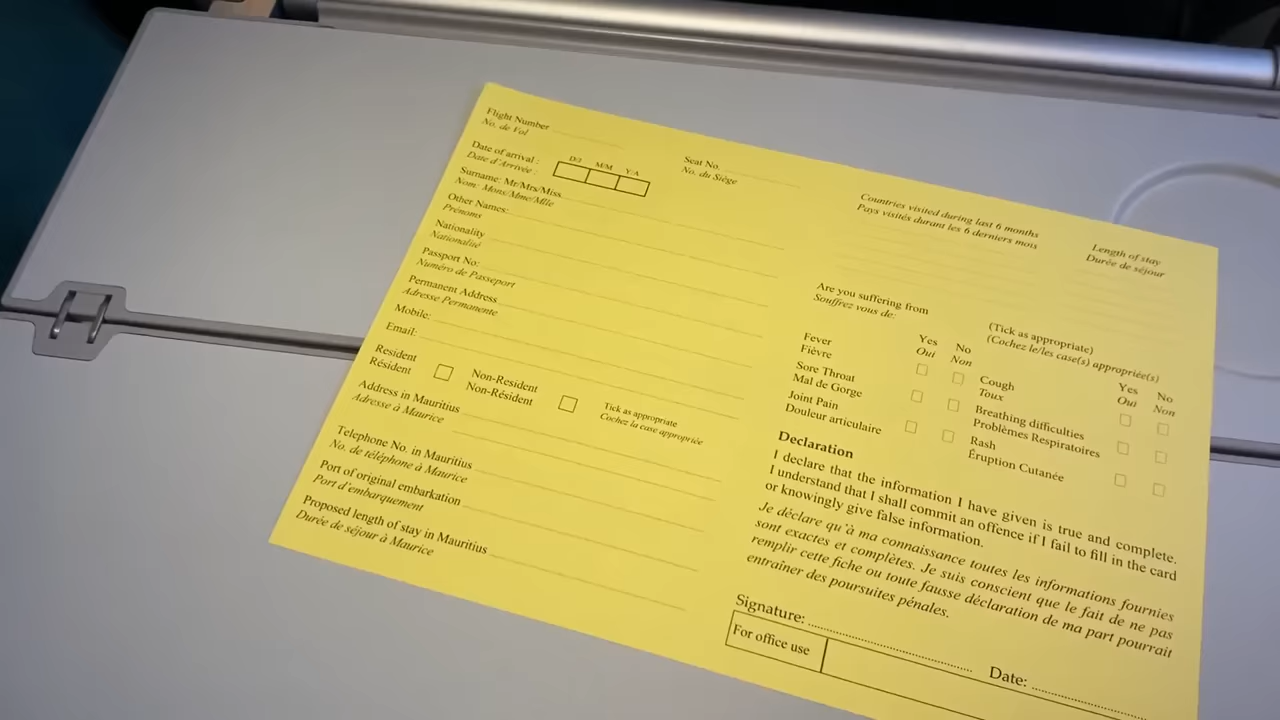 Flight Number
No. de Vol
Seat No.
No. du Siège
Date of arrival :
Date d'Arrivée :
D/J M/M Y/A
Surname: Mr/Mrs/Miss
Nom: Mons/Mme/Mlle
Other Names:
Prénoms
Nationality
Nationalité
Passport No:
Numéro de Passeport
Permanent Address
Adresse Permanente
Mobile:
Email:
Resident
Résident
Non-Resident
Non-Résident
Tick as appropriate
Cochez la case appropriée
Address in Mauritius
Adresse à Maurice
Telephone No. in Mauritius
No. de téléphone à Maurice
Port of original embarkation
Port d'embarquement
Proposed length of stay in Mauritius
Durée de séjour à Maurice
Countries visited during last 6 months
Pays visités durant les 6 derniers mois
Length of stay
Durée de séjour
Are you suffering from
Souffrez vous de:
(Tick as appropriate)
(Cochez le/les case(s) appropriée(s)
Yes No
Oui Non
Fever
Fièvre
Sore Throat
Mal de Gorge
Joint Pain
Douleur articulaire
Yes No
Oui Non
Cough
Toux
Breathing difficulties
Problèmes Respiratoires
Rash
Éruption Cutanée
Declaration
I declare that the information I have given is true and complete.
I understand that I shall commit an offence if I fail to fill in the card
or knowingly give false information.
Je déclare qu'à ma connaissance toutes les informations fournies
sont exactes et complètes. Je suis conscient que le fait de ne pas
remplir cette fiche ou toute fausse déclaration de ma part pourrait
entraîner des poursuites pénales.
Signature:
Date:
For office use